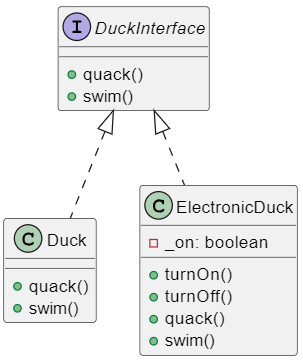 I DuckInterface
quack()
swim()
C Duck
quack()
swim()
C ElectronicDuck
_on: boolean
turnOn()
turnOff()
quack()
swim()